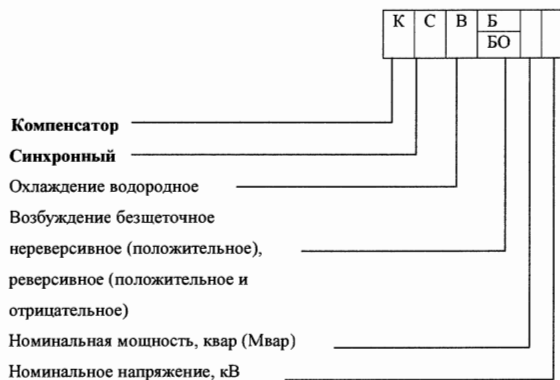 К С В Б
БО
Компенсатор
Синхронный
Охлаждение водородное
Возбуждение безщеточное
нереверсивное (положительное),
реверсивное (положительное и
отрицательное)
Номинальная мощность, квар (Мвар)
Номинальное напряжение, кВ